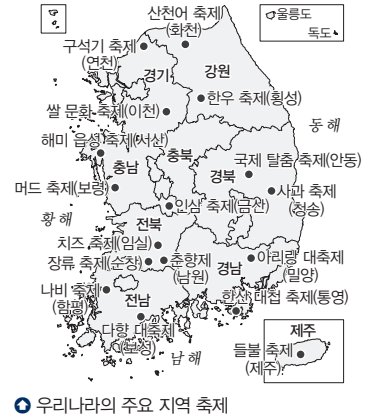 산천어 축제
(화천)
울릉도
독도
구석기 축제
(연천)
경기
강원
쌀 문화 축제(이천)
한우 축제(횡성)
동해
해미 읍성 축제(서산)
충북
국제 탈춤 축제(안동)
충남
경북
머드 축제(보령)
사과 축제
(청송)
인삼 축제(금산)
황해
전북
치즈 축제(임실)
춘향제
(남원)
경남
아리랑 대축제
(밀양)
장류 축제(순창)
나비 축제
(함평)
전남
한산 대첩 축제(통영)
다향 대축제
(보성)
남해
제주
들불 축제
(제주)
우리나라의 주요 지역 축제